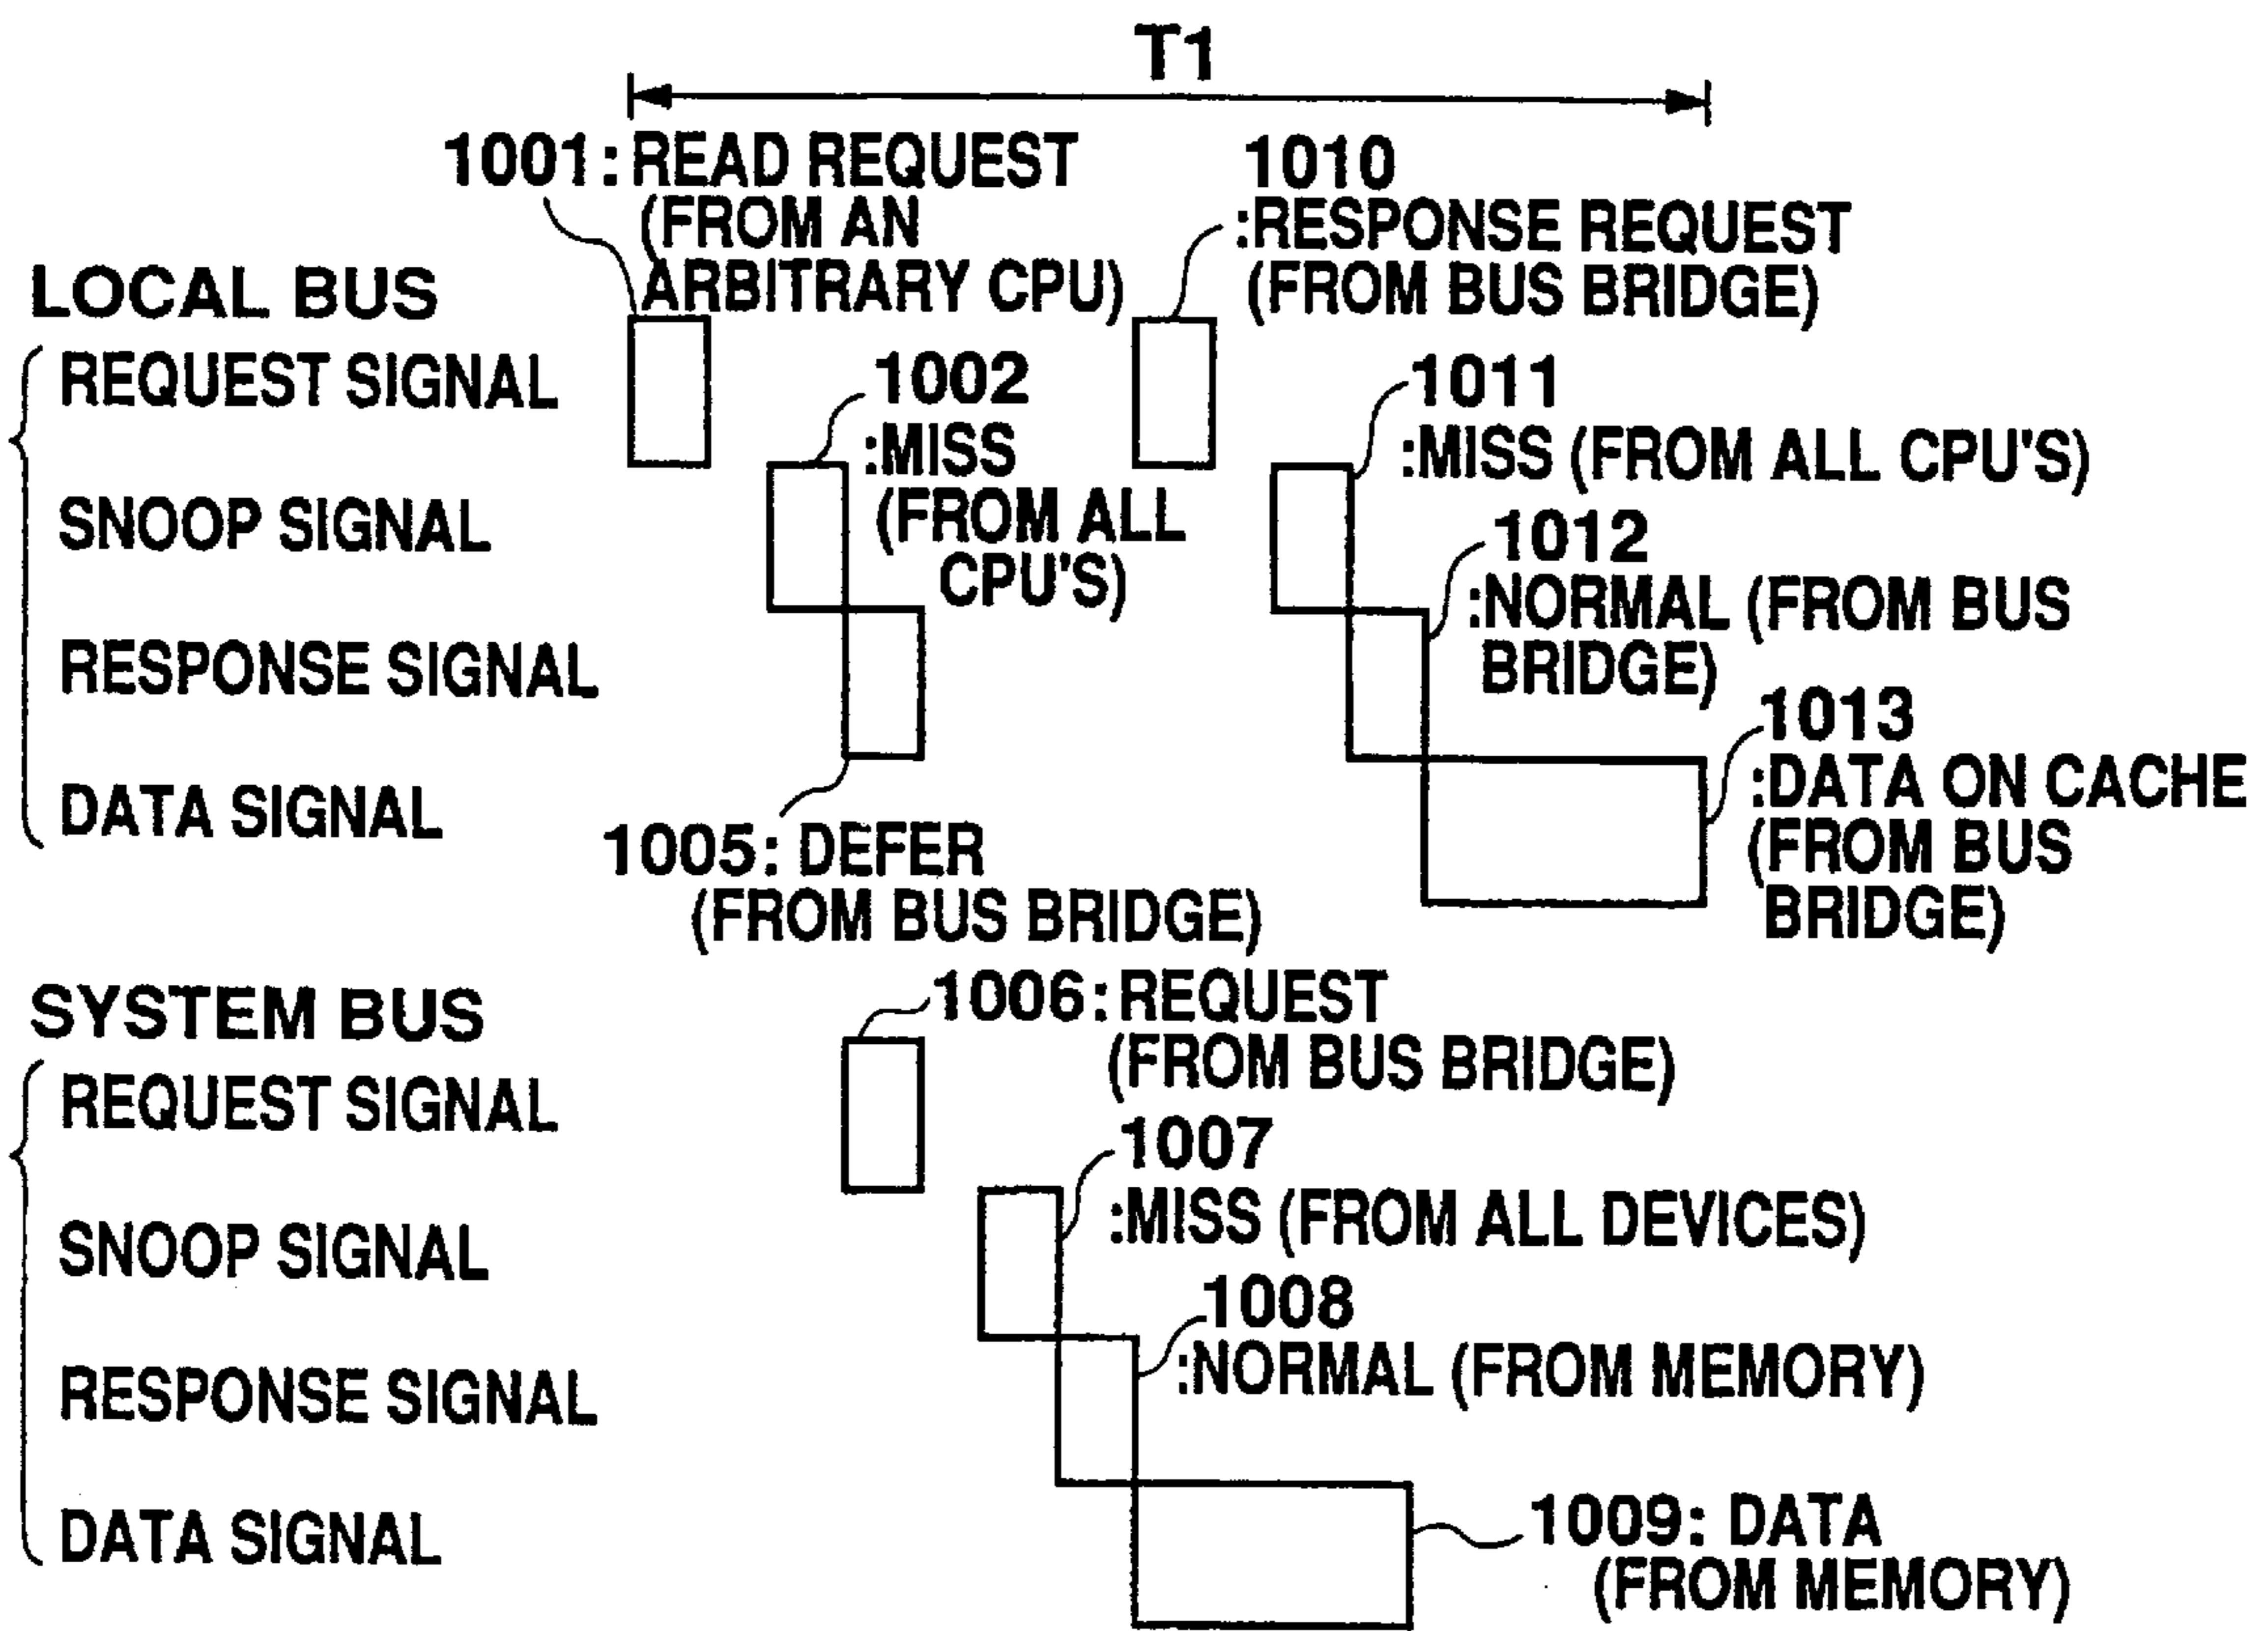 T1
1001: READ REQUEST
(FROM AN
ARBITRARY CPU)
1010
:RESPONSE REQUEST
(FROM BUS BRIDGE)
LOCAL BUS
REQUEST SIGNAL
1002
:MISS
(FROM ALL
CPU'S)
1011
:MISS (FROM ALL CPU'S)
SNOOP SIGNAL
1012
:NORMAL (FROM BUS
BRIDGE)
RESPONSE SIGNAL
1013
:DATA ON CACHE
(FROM BUS
BRIDGE)
DATA SIGNAL
1005: DEFER
(FROM BUS BRIDGE)
SYSTEM BUS
1006: REQUEST
(FROM BUS BRIDGE)
REQUEST SIGNAL
1007
:MISS (FROM ALL DEVICES)
SNOOP SIGNAL
1008
:NORMAL (FROM MEMORY)
RESPONSE SIGNAL
DATA SIGNAL
1009: DATA
(FROM MEMORY)